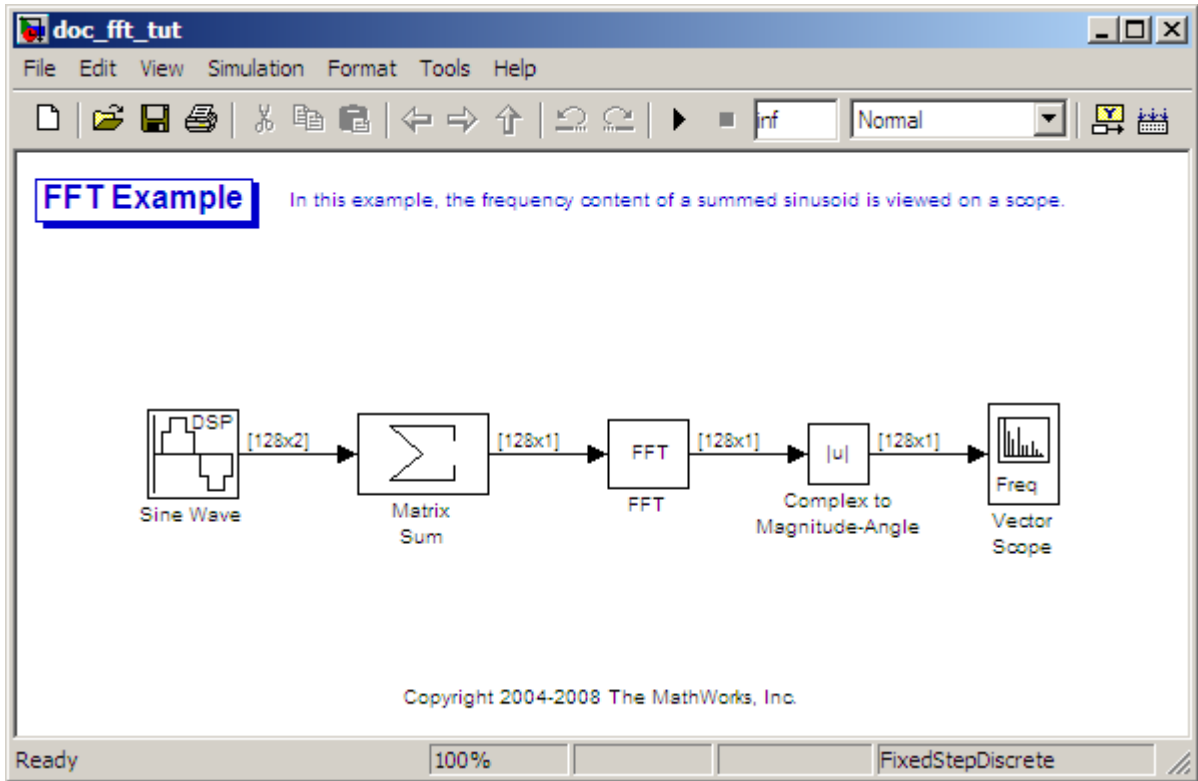 doc_fft_tut
File Edit View Simulation Format Tools Help
inf Normal
FFT Example
In this example, the frequency content of a summed sinusoid is viewed on a scope.
DSP
[128x2]
[128x1]
FFT
[128x1]
|u|
[128x1]
Freq
Sine Wave
Matrix
Sum
FFT
Complex to
Magnitude-Angle
Vector
Scope
Copyright 2004-2008 The MathWorks, Inc.
Ready 100% FixedStepDiscrete